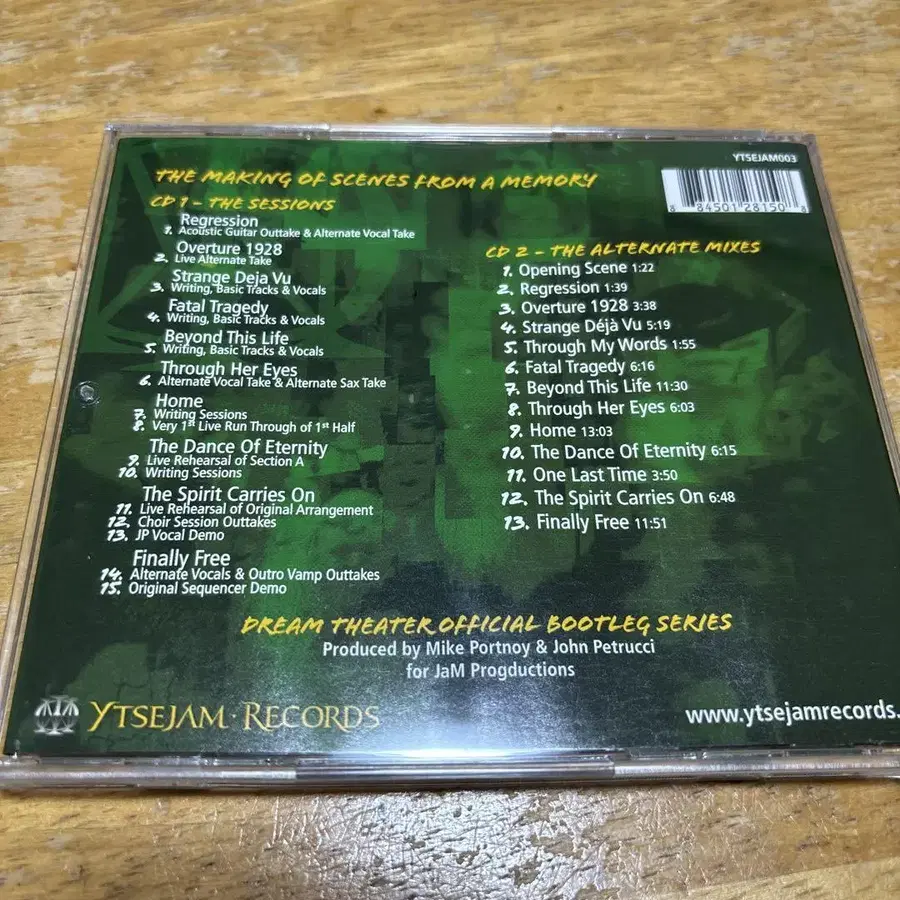 YTSEJAM003
8 84501 28150 8
THE MAKING OF SCENES FROM A MEMORY
CD 1 – THE SESSIONS
Regression
1. Acoustic Guitar Outtake & Alternate Vocal Take
Overture 1928
2. Live Alternate Take
Strange Deja Vu
3. Writing, Basic Tracks & Vocals
Fatal Tragedy
4. Writing, Basic Tracks & Vocals
Beyond This Life
5. Writing, Basic Tracks & Vocals
Through Her Eyes
6. Alternate Vocal Take & Alternate Sax Take
Home
7. Writing Sessions
8. Very 1st Live Run Through of 1st Half
The Dance Of Eternity
9. Live Rehearsal of Section A
10. Writing Sessions
The Spirit Carries On
11. Live Rehearsal of Original Arrangement
12. Choir Session Outtakes
13. JP Vocal Demo
Finally Free
14. Alternate Vocals & Outro Vamp Outtakes
15. Original Sequencer Demo
CD 2 – THE ALTERNATE MIXES
1. Opening Scene 1:22
2. Regression 1:39
3. Overture 1928 3:38
4. Strange Déjà Vu 5:19
5. Through My Words 1:55
6. Fatal Tragedy 6:16
7. Beyond This Life 11:30
8. Through Her Eyes 6:03
9. Home 13:03
10. The Dance Of Eternity 6:15
11. One Last Time 3:50
12. The Spirit Carries On 6:48
13. Finally Free 11:51
DREAM THEATER OFFICIAL BOOTLEG SERIES
Produced by Mike Portnoy & John Petrucci
for JaM Progductions
YTSEJAM · RECORDS
www.ytsejamrecords.